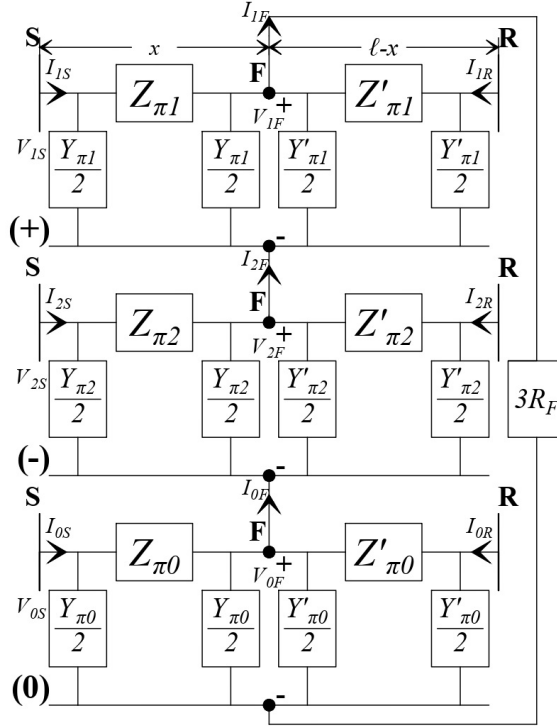 I1F
S x F ℓ-x R
I1S Zπ1 V1F + Z'π1 I1R
V1S Yπ1/2 Yπ1/2 Y'π1/2 Y'π1/2
(+) -
S I2F R
I2S Zπ2 F V2F + Z'π2 I2R
V2S Yπ2/2 Yπ2/2 Y'π2/2 Y'π2/2 3RF
(-) -
S I0F R
I0S Zπ0 F V0F + Z'π0 I0R
V0S Yπ0/2 Yπ0/2 Y'π0/2 Y'π0/2
(0) -